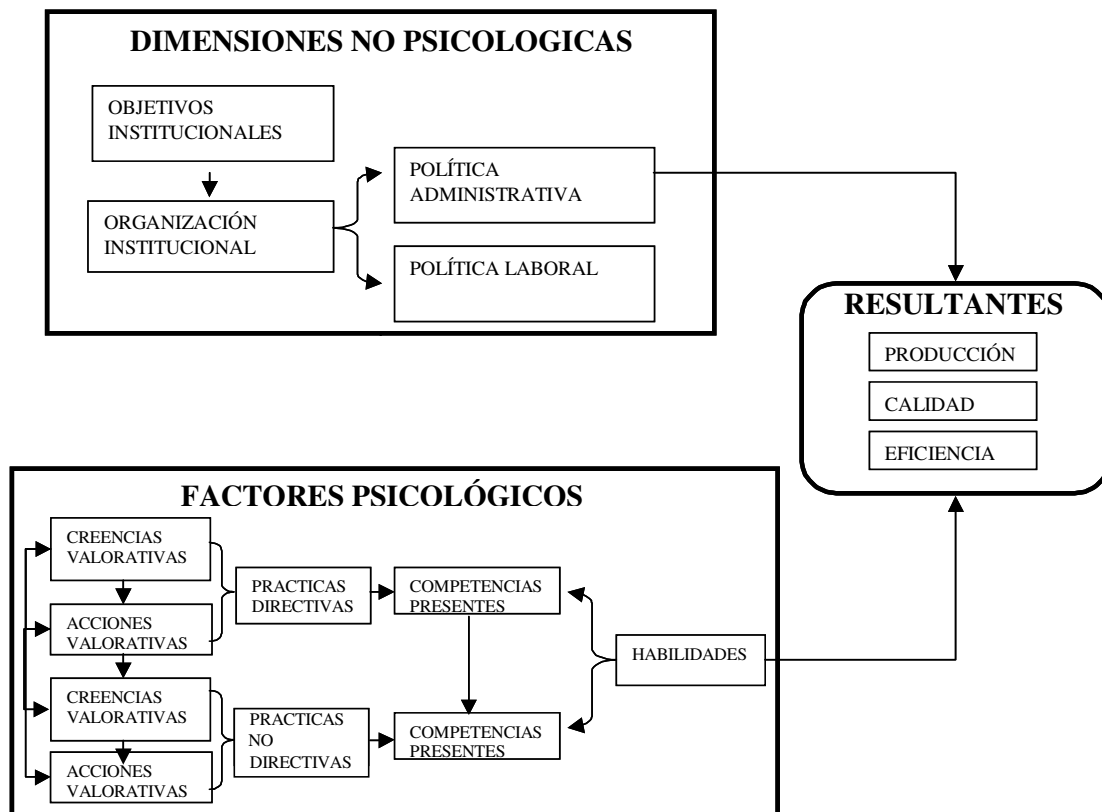 DIMENSIONES NO PSICOLOGICAS
OBJETIVOS
INSTITUCIONALES
ORGANIZACIÓN
INSTITUCIONAL
POLÍTICA
ADMINISTRATIVA
POLÍTICA LABORAL
RESULTANTES
PRODUCCIÓN
CALIDAD
EFICIENCIA
FACTORES PSICOLÓGICOS
CREENCIAS
VALORATIVAS
ACCIONES
VALORATIVAS
PRACTICAS
DIRECTIVAS
COMPETENCIAS
PRESENTES
HABILIDADES
CREENCIAS
VALORATIVAS
ACCIONES
VALORATIVAS
PRACTICAS
NO
DIRECTIVAS
COMPETENCIAS
PRESENTES